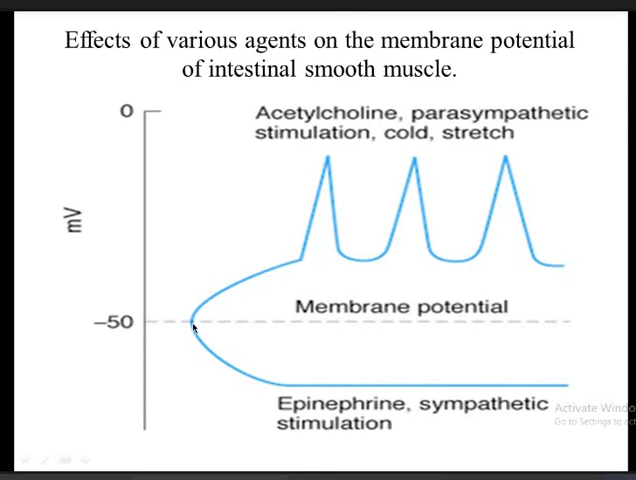 Effects of various agents on the membrane potential
of intestinal smooth muscle.
0
Acetylcholine, parasympathetic
stimulation, cold, stretch
mV
Membrane potential
–50
Epinephrine, sympathetic
stimulation
Activate Windo
Go to Settings to act